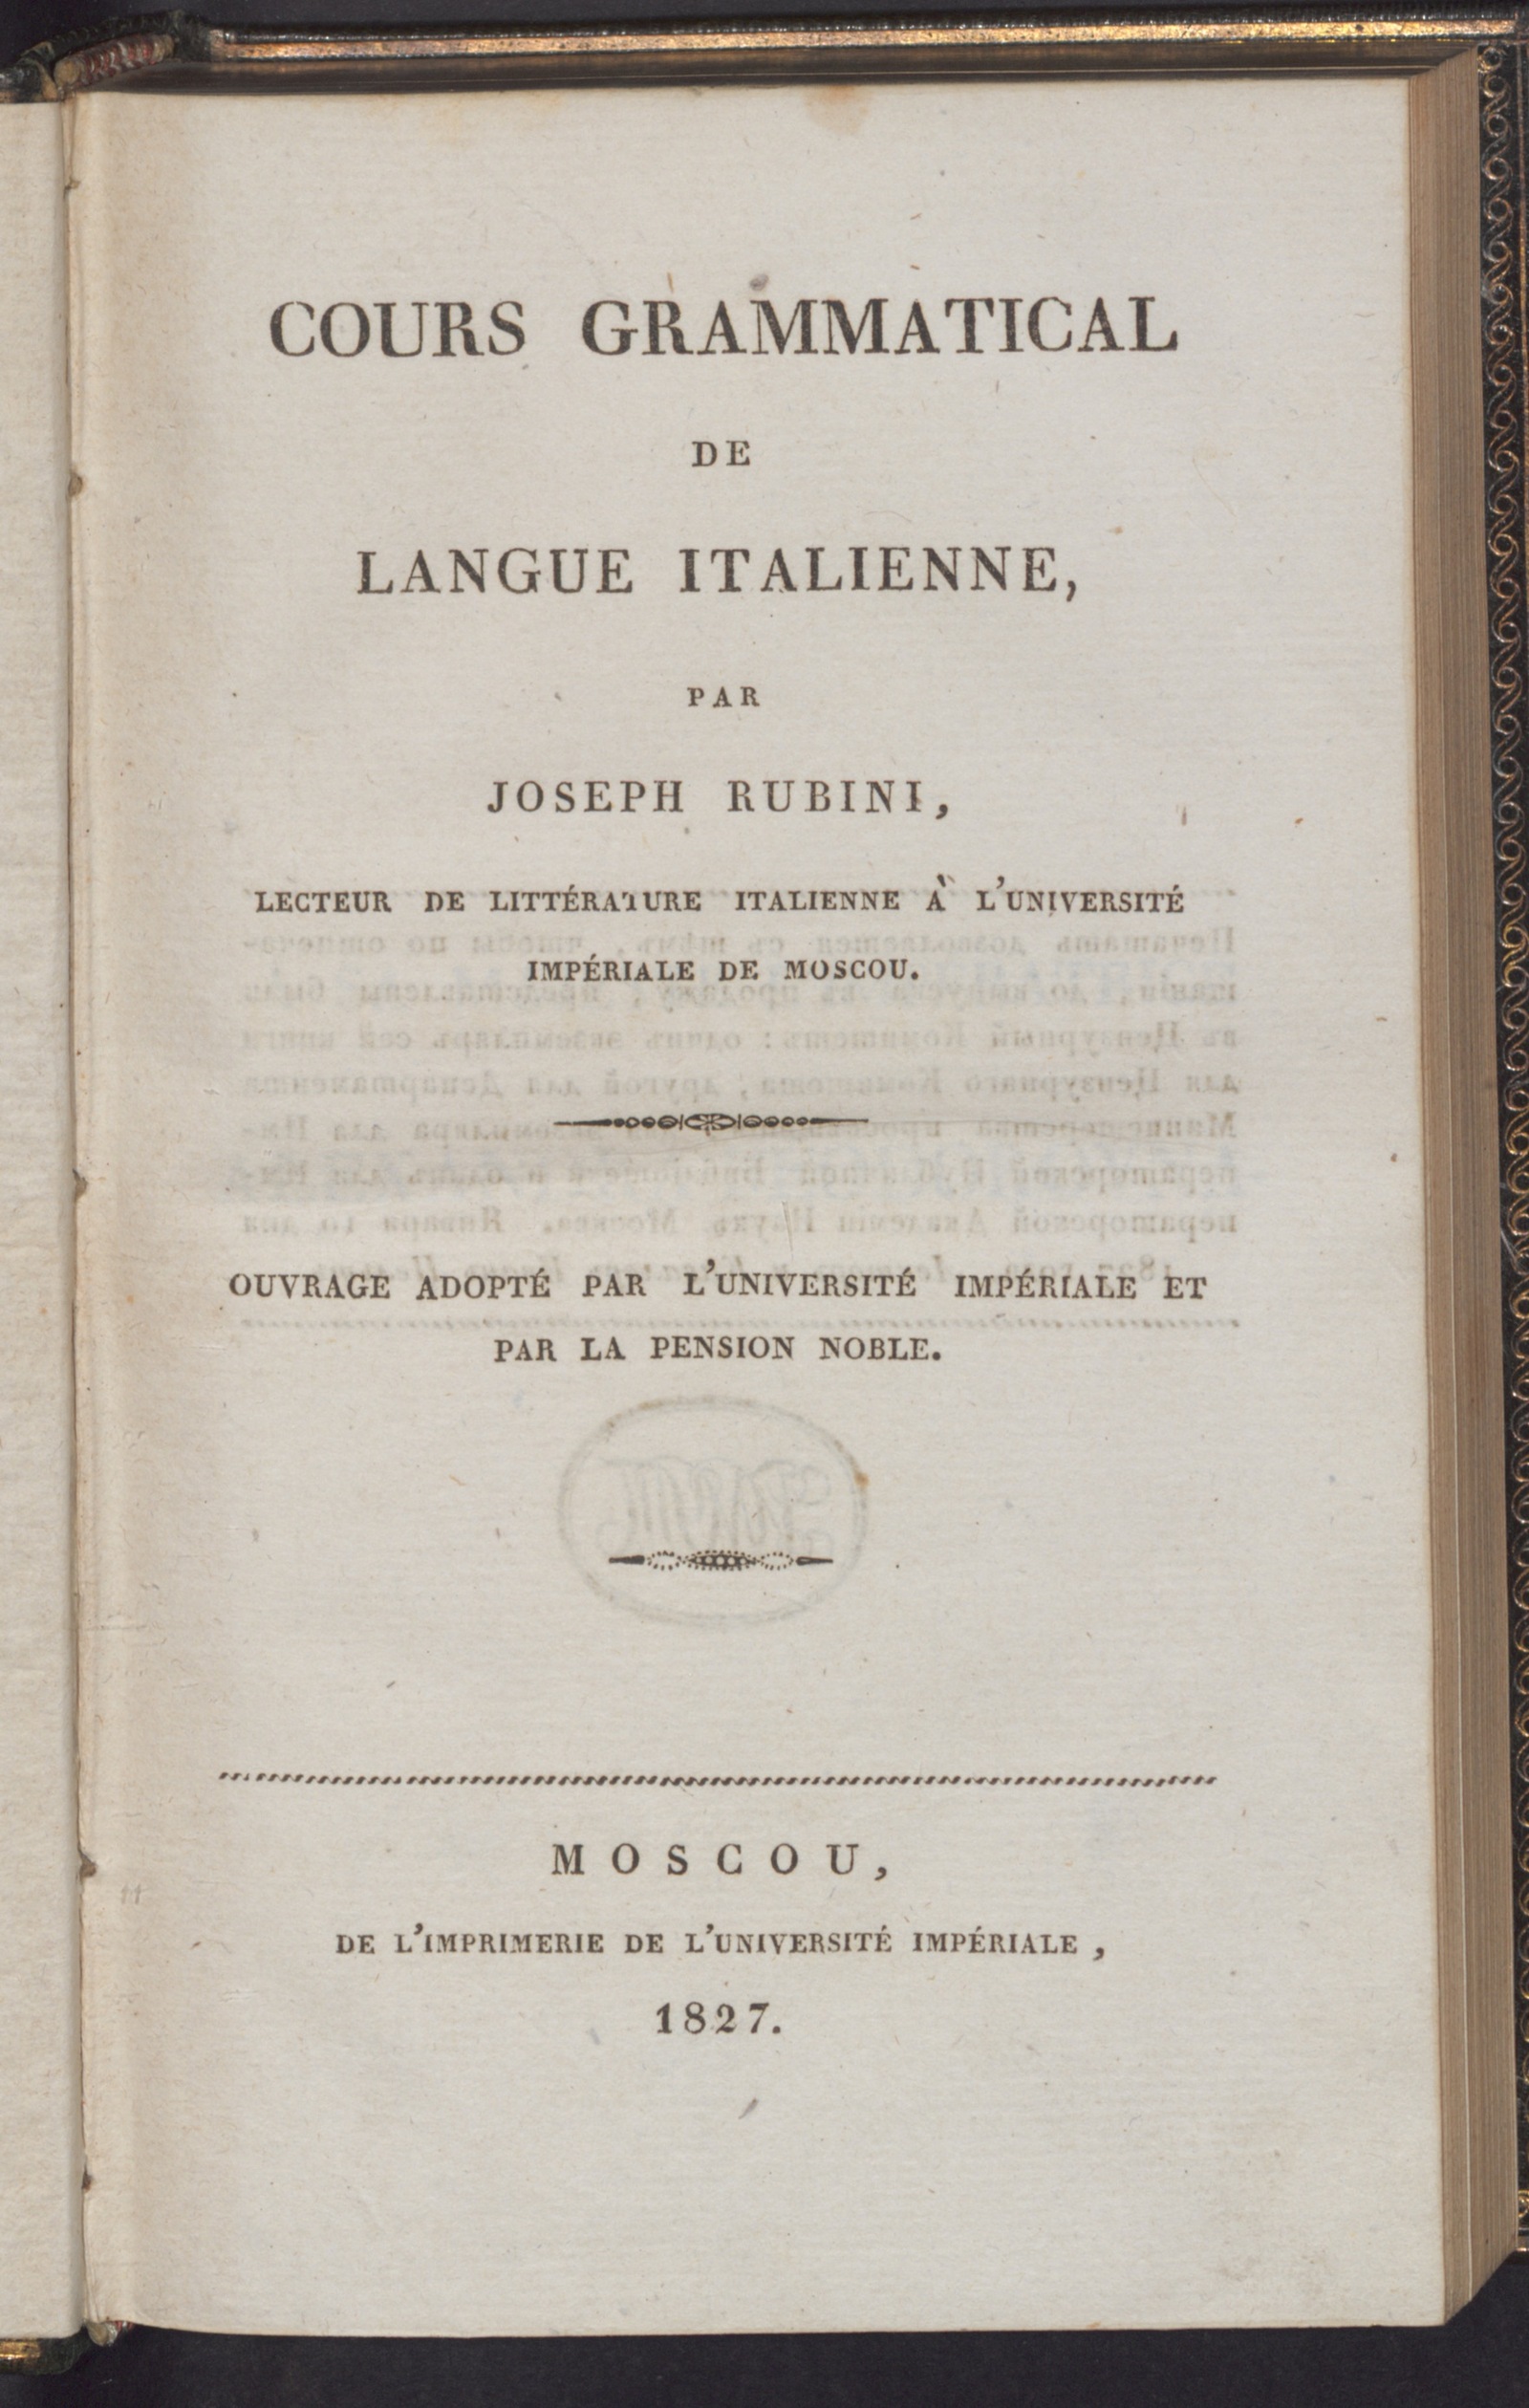 COURS GRAMMATICAL
DE
LANGUE ITALIENNE,
PAR
JOSEPH RUBINI,
LECTEUR DE LITTÉRATURE ITALIENNE À L'UNIVERSITÉ
IMPÉRIALE DE MOSCOU.
OUVRAGE ADOPTÉ PAR L'UNIVERSITÉ IMPÉRIALE ET
PAR LA PENSION NOBLE.
MOSCOU,
DE L'IMPRIMERIE DE L'UNIVERSITÉ IMPÉRIALE,
1827.